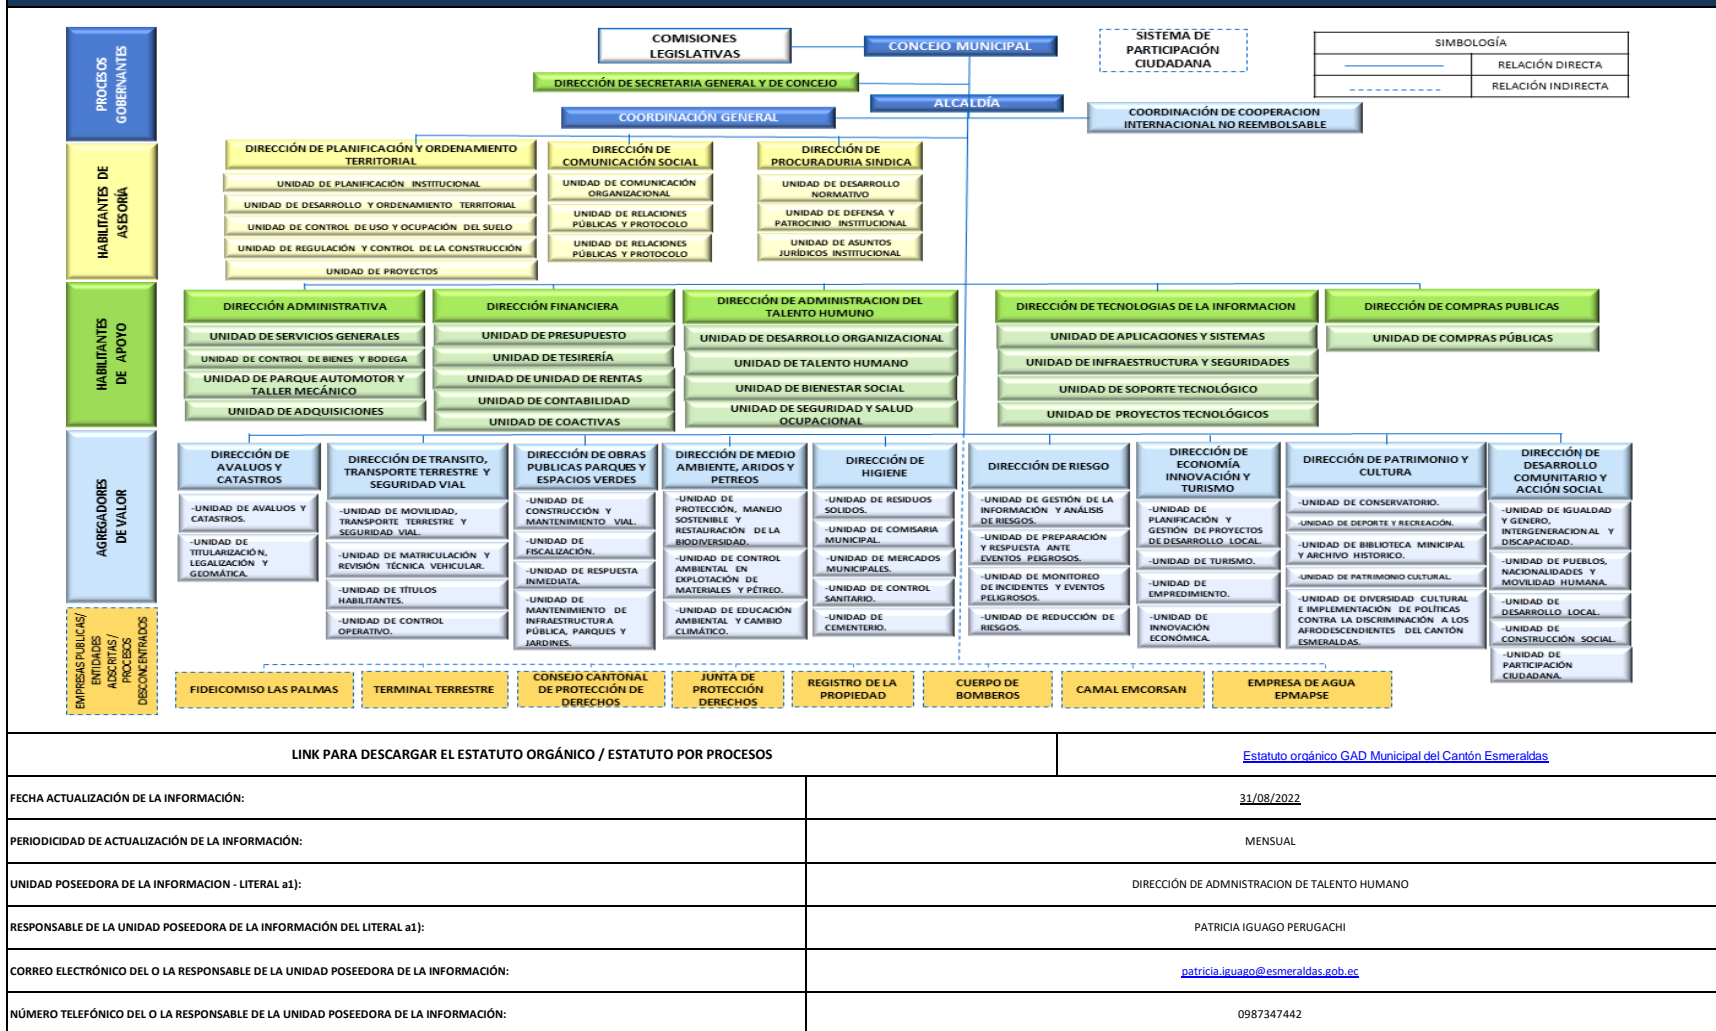 COMISIONES
LEGISLATIVAS
CONCEJO MUNICIPAL
SISTEMA DE
PARTICIPACIÓN
CIUDADANA
SIMBOLOGÍA
RELACIÓN DIRECTA
RELACIÓN INDIRECTA
PROCESOS
GOBERNANTES
DIRECCIÓN DE SECRETARIA GENERAL Y DE CONCEJO
ALCALDÍA
COORDINACIÓN GENERAL
COORDINACIÓN DE COOPERACION
INTERNACIONAL NO REEMBOLSABLE
HABILITANTES DE
ASESORÍA
DIRECCIÓN DE PLANIFICACIÓN Y ORDENAMIENTO
TERRITORIAL
UNIDAD DE PLANIFICACIÓN INSTITUCIONAL
UNIDAD DE DESARROLLO Y ORDENAMIENTO TERRITORIAL
UNIDAD DE CONTROL DE USO Y OCUPACIÓN DEL SUELO
UNIDAD DE REGULACIÓN Y CONTROL DE LA CONSTRUCCIÓN
UNIDAD DE PROYECTOS
DIRECCIÓN DE
COMUNICACIÓN SOCIAL
UNIDAD DE COMUNICACIÓN
ORGANIZACIONAL
UNIDAD DE RELACIONES
PÚBLICAS Y PROTOCOLO
UNIDAD DE RELACIONES
PÚBLICAS Y PROTOCOLO
DIRECCIÓN DE
PROCURADURIA SINDICA
UNIDAD DE DESARROLLO
NORMATIVO
UNIDAD DE DEFENSA Y
PATROCINIO INSTITUCIONAL
UNIDAD DE ASUNTOS
JURÍDICOS INSTITUCIONAL
HABILITANTES
DE APOYO
DIRECCIÓN ADMINISTRATIVA
UNIDAD DE SERVICIOS GENERALES
UNIDAD DE CONTROL DE BIENES Y BODEGA
UNIDAD DE PARQUE AUTOMOTOR Y
TALLER MECÁNICO
UNIDAD DE ADQUISICIONES
DIRECCIÓN FINANCIERA
UNIDAD DE PRESUPUESTO
UNIDAD DE TESIRERÍA
UNIDAD DE UNIDAD DE RENTAS
UNIDAD DE CONTABILIDAD
UNIDAD DE COACTIVAS
DIRECCIÓN DE ADMINISTRACION DEL
TALENTO HUMUNO
UNIDAD DE DESARROLLO ORGANIZACIONAL
UNIDAD DE TALENTO HUMANO
UNIDAD DE BIENESTAR SOCIAL
UNIDAD DE SEGURIDAD Y SALUD
OCUPACIONAL
DIRECCIÓN DE TECNOLOGIAS DE LA INFORMACION
UNIDAD DE APLICACIONES Y SISTEMAS
UNIDAD DE INFRAESTRUCTURA Y SEGURIDADES
UNIDAD DE SOPORTE TECNOLÓGICO
UNIDAD DE PROYECTOS TECNOLÓGICOS
DIRECCIÓN DE COMPRAS PUBLICAS
UNIDAD DE COMPRAS PÚBLICAS
AGREGADORES
DE VALOR
DIRECCIÓN DE
AVALUOS Y
CATASTROS
-UNIDAD DE AVALUOS Y
CATASTROS.
-UNIDAD DE
TITULARIZACIÓN,
LEGALIZACIÓN Y
GEOMÁTICA.
DIRECCIÓN DE TRANSITO,
TRANSPORTE TERRESTRE Y
SEGURIDAD VIAL
-UNIDAD DE MOVILIDAD,
TRANSPORTE TERRESTRE Y
SEGURIDAD VIAL.
-UNIDAD DE MATRICULACIÓN Y
REVISIÓN TÉCNICA VEHICULAR.
-UNIDAD DE TÍTULOS
HABILITANTES.
-UNIDAD DE CONTROL
OPERATIVO.
DIRECCIÓN DE OBRAS
PUBLICAS PARQUES Y
ESPACIOS VERDES
-UNIDAD DE
CONSTRUCCIÓN Y
MANTENIMIENTO VIAL.
-UNIDAD DE
FISCALIZACIÓN.
-UNIDAD DE RESPUESTA
INMEDIATA.
-UNIDAD DE
MANTENIMIENTO DE
INFRAESTRUCTURA
PÚBLICA, PARQUES Y
JARDINES.
DIRECCIÓN DE MEDIO
AMBIENTE, ARIDOS Y
PETREOS
-UNIDAD DE
PROTECCIÓN, MANEJO
SOSTENIBLE Y
RESTAURACIÓN DE LA
BIODIVERSIDAD.
-UNIDAD DE CONTROL
AMBIENTAL EN
EXPLOTACIÓN DE
MATERIALES Y PÉTREO.
-UNIDAD DE EDUCACIÓN
AMBIENTAL Y CAMBIO
CLIMÁTICO.
DIRECCIÓN DE
HIGIENE
-UNIDAD DE RESIDUOS
SOLIDOS.
-UNIDAD DE COMISARIA
MUNICIPAL.
-UNIDAD DE MERCADOS
MUNICIPALES.
-UNIDAD DE CONTROL
SANITARIO.
-UNIDAD DE
CEMENTERIO.
DIRECCIÓN DE RIESGO
-UNIDAD DE GESTIÓN DE LA
INFORMACIÓN Y ANÁLISIS
DE RIESGOS.
-UNIDAD DE PREPARACIÓN
Y RESPUESTA ANTE
EVENTOS PEIGROSOS.
-UNIDAD DE MONITOREO
DE INCIDENTES Y EVENTOS
PELIGROSOS.
-UNIDAD DE REDUCCIÓN DE
RIESGOS.
DIRECCIÓN DE
ECONOMÍA
INNOVACIÓN Y
TURISMO
-UNIDAD DE
PLANIFICACIÓN Y
GESTIÓN DE PROYECTOS
DE DESARROLLO LOCAL.
-UNIDAD DE TURISMO.
-UNIDAD DE
EMPREDIMIENTO.
-UNIDAD DE
INNOVACIÓN
ECONÓMICA.
DIRECCIÓN DE PATRIMONIO Y
CULTURA
-UNIDAD DE CONSERVATORIO.
-UNIDAD DE DEPORTE Y RECREACIÓN.
-UNIDAD DE BIBLIOTECA MINICIPAL
Y ARCHIVO HISTORICO.
-UNIDAD DE PATRIMONIO CULTURAL.
-UNIDAD DE DIVERSIDAD CULTURAL
E IMPLEMENTACIÓN DE POLÍTICAS
CONTRA LA DISCRIMINACIÓN A LOS
AFRODESCENDIENTES DEL CANTÓN
ESMERALDAS.
DIRECCIÓN DE
DESARROLLO
COMUNITARIO Y
ACCIÓN SOCIAL
-UNIDAD DE IGUALDAD
Y GENERO,
INTERGENERACIONAL Y
DISCAPACIDAD.
-UNIDAD DE PUEBLOS,
NACIONALIDADES Y
MOVILIDAD HUMANA.
-UNIDAD DE
DESARROLLO LOCAL.
-UNIDAD DE
CONSTRUCCIÓN SOCIAL.
-UNIDAD DE
PARTICIPACIÓN
CIUDADANA.
EMPRESAS PUBLICAS/
ENTIDADES
ADSCRITAS/
PROCESOS
DESCONCENTRADOS
FIDEICOMISO LAS PALMAS
TERMINAL TERRESTRE
CONSEJO CANTONAL
DE PROTECCIÓN DE
DERECHOS
JUNTA DE
PROTECCIÓN
DERECHOS
REGISTRO DE LA
PROPIEDAD
CUERPO DE
BOMBEROS
CAMAL EMCORSAN
EMPRESA DE AGUA
EPMAPSE
LINK PARA DESCARGAR EL ESTATUTO ORGÁNICO / ESTATUTO POR PROCESOS
Estatuto orgánico GAD Municipal del Cantón Esmeraldas
FECHA ACTUALIZACIÓN DE LA INFORMACIÓN:
31/08/2022
PERIODICIDAD DE ACTUALIZACIÓN DE LA INFORMACIÓN:
MENSUAL
UNIDAD POSEEDORA DE LA INFORMACION - LITERAL a1):
DIRECCIÓN DE ADMNISTRACION DE TALENTO HUMANO
RESPONSABLE DE LA UNIDAD POSEEDORA DE LA INFORMACIÓN DEL LITERAL a1):
PATRICIA IGUAGO PERUGACHI
CORREO ELECTRÓNICO DEL O LA RESPONSABLE DE LA UNIDAD POSEEDORA DE LA INFORMACIÓN:
patricia.iguago@esmeraldas.gob.ec
NÚMERO TELEFÓNICO DEL O LA RESPONSABLE DE LA UNIDAD POSEEDORA DE LA INFORMACIÓN:
0987347442